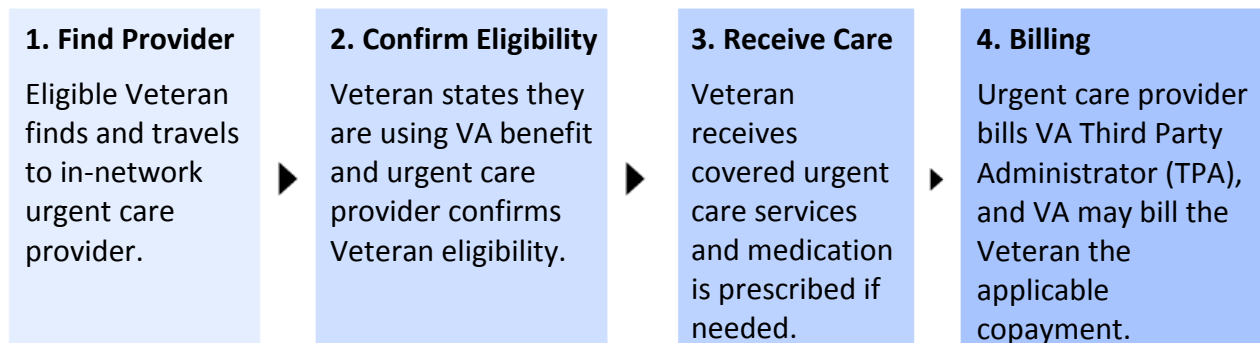 1. Find Provider
Eligible Veteran
finds and travels
to in-network
urgent care
provider.
2. Confirm Eligibility
Veteran states they
are using VA benefit
and urgent care
provider confirms
Veteran eligibility.
3. Receive Care
Veteran
receives
covered urgent
care services
and medication
is prescribed if
needed.
4. Billing
Urgent care provider
bills VA Third Party
Administrator (TPA),
and VA may bill the
Veteran the
applicable
copayment.